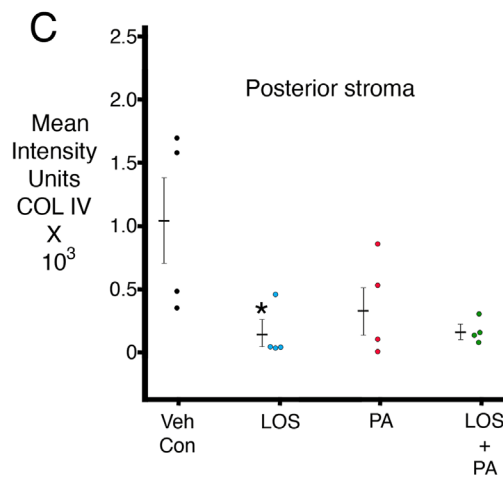 C
Posterior stroma
Mean
Intensity
Units
COL IV
X
10³
2.5
2.0
1.5
1.0
0.5
0
*
Veh
Con
LOS
PA
LOS
+
PA